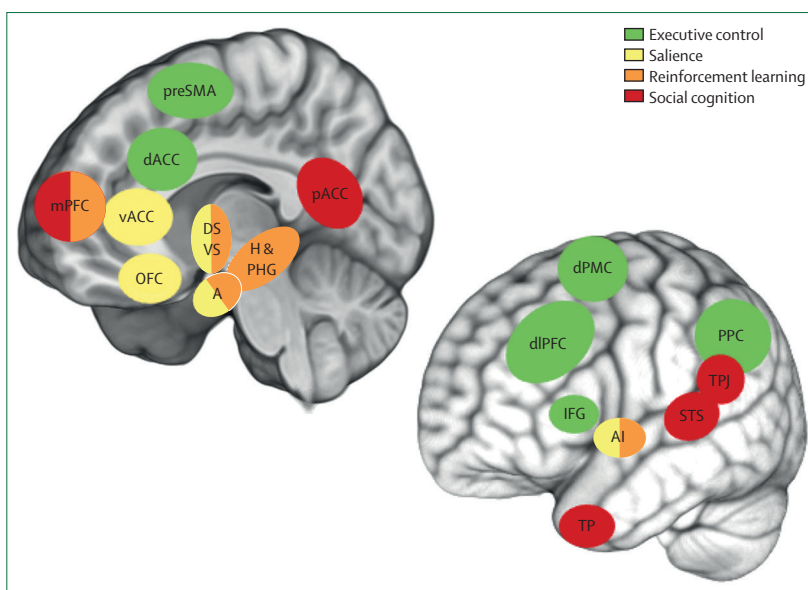 Executive control
Salience
Reinforcement learning
Social cognition
preSMA
dACC
pACC
mPFC
vACC
DS
VS
H &
PHG
OFC
A
dPMC
dlPFC
PPC
TPJ
IFG
STS
AI
TP